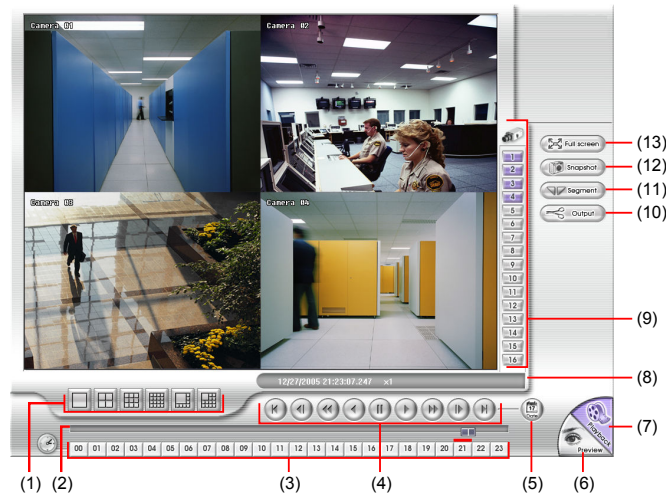 Camera 01
Camera 02
Camera 03
Camera 04
1
2
3
4
5
6
7
8
9
10
11
12
13
14
15
16
Full screen
Snapshot
Segment
Output
(13)
(12)
(11)
(10)
(9)
(8)
12/27/2005 21:23:07.247 x1
17
Date
Playback
Preview
00 01 02 03 04 05 06 07 08 09 10 11 12 13 14 15 16 17 18 19 20 21 22 23
(1) (2) (3) (4) (5) (6) (7)